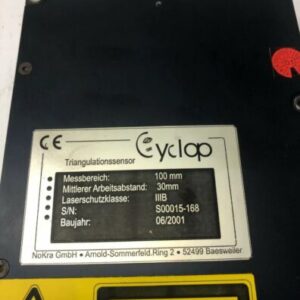 CE Cyclop
Triangulationssensor
Messbereich: 100 mm
Mittlerer Arbeitsabstand: 30mm
Laserschutzklasse: IIIB
S/N: S00015-168
Baujahr: 06/2001
NoKra GmbH • Arnold-Sommerfeld.Ring 2 • 52499 Baesweiler